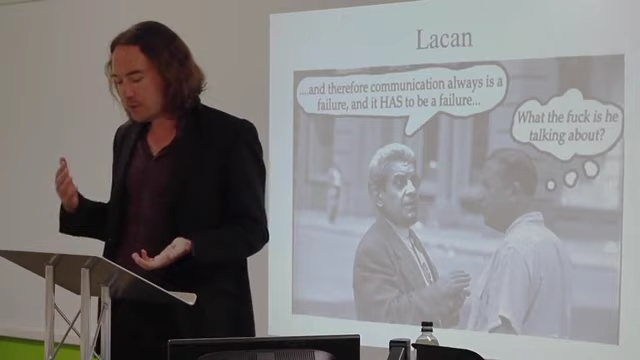 Lacan
...and therefore communication always is a
failure, and it HAS to be a failure...
What the fuck is he
talking about?